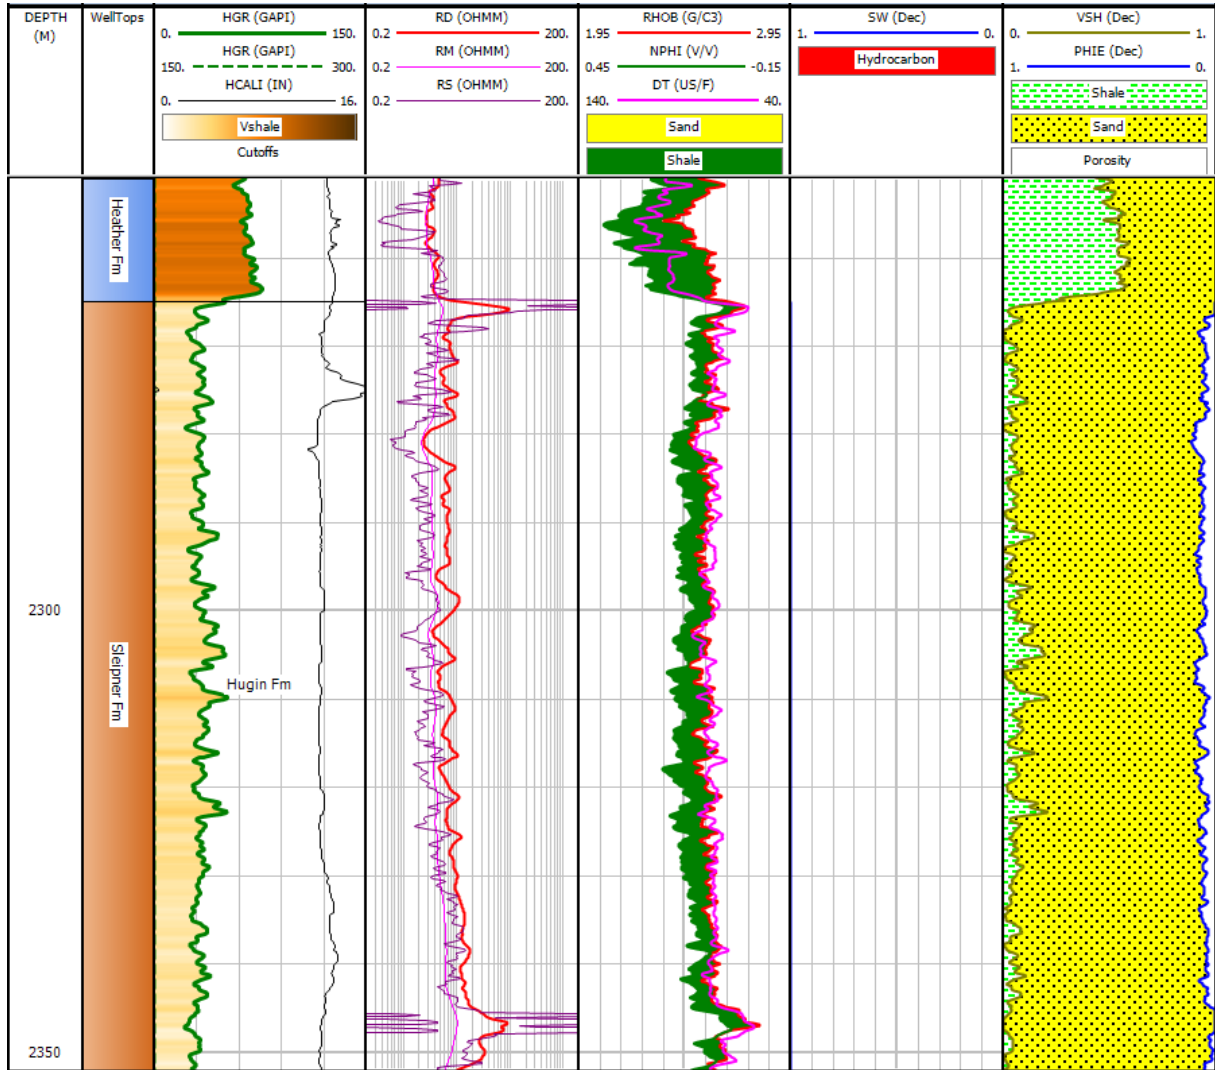 DEPTH (M)
WellTops
HGR (GAPI)
0. 150.
HGR (GAPI)
150. 300.
HCALI (IN)
0. 16.
Vshale
Cutoffs
RD (OHMM)
0.2 200.
RM (OHMM)
0.2 200.
RS (OHMM)
0.2 200.
RHOB (G/C3)
1.95 2.95
NPHI (V/V)
0.45 -0.15
DT (US/F)
140. 40.
Sand
Shale
SW (Dec)
1. 0.
Hydrocarbon
VSH (Dec)
0. 1.
PHIE (Dec)
1. 0.
Shale
Sand
Porosity
Heather Fm
2300
Sleipner Fm
Hugin Fm
2350